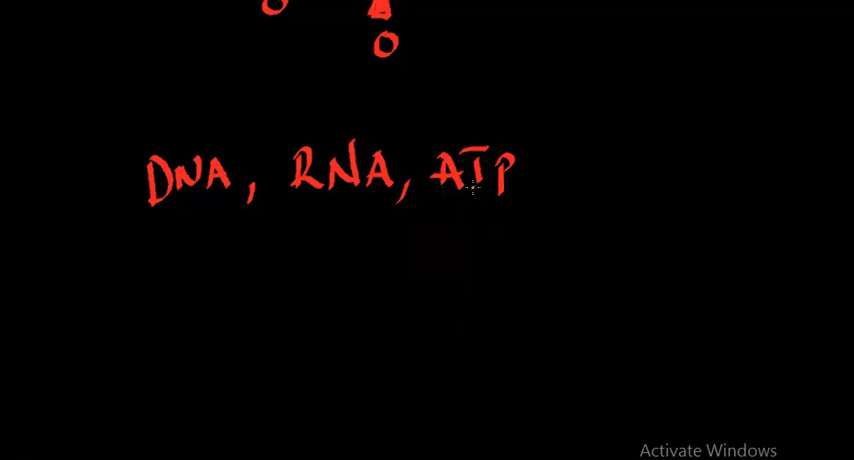 O
O
DNA, RNA, ATP
Activate Windows